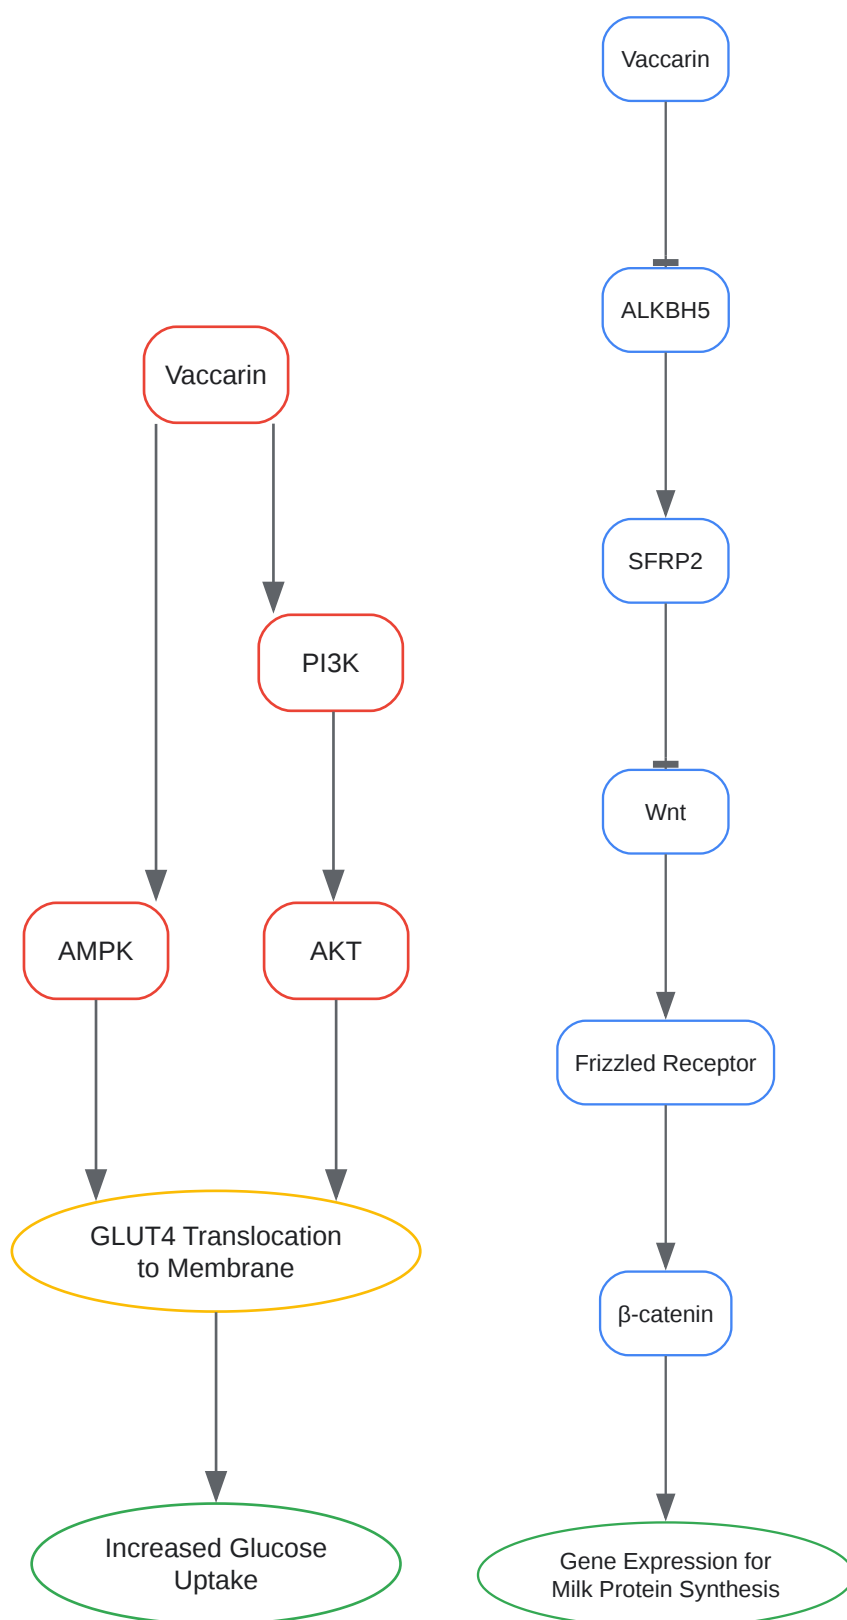 Vaccarin
PI3K
AMPK
AKT
GLUT4 Translocation
to Membrane
Increased Glucose
Uptake
Vaccarin
ALKBH5
SFRP2
Wnt
Frizzled Receptor
β-catenin
Gene Expression for
Milk Protein Synthesis